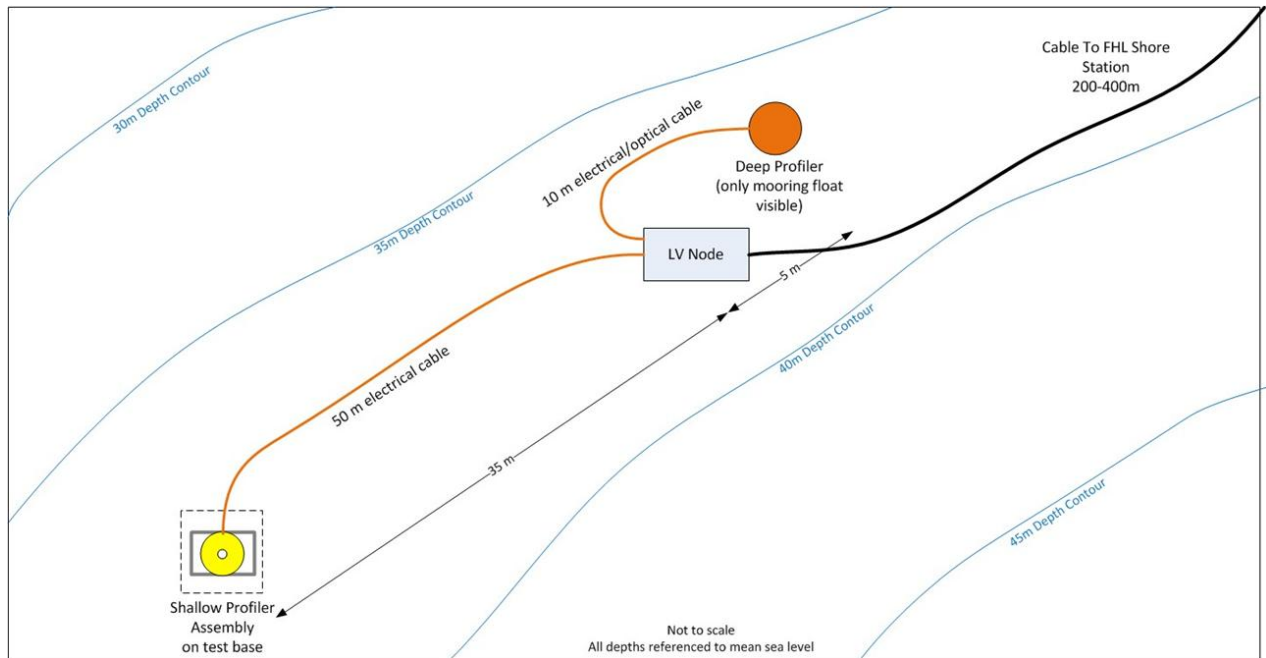 Cable To FHL Shore
Station
200-400m
30m Depth Contour
10 m electrical/optical cable
Deep Profiler
(only mooring float
visible)
35m Depth Contour
LV Node
5 m
40m Depth Contour
50 m electrical cable
35 m
45m Depth Contour
Shallow Profiler
Assembly
on test base
Not to scale
All depths referenced to mean sea level